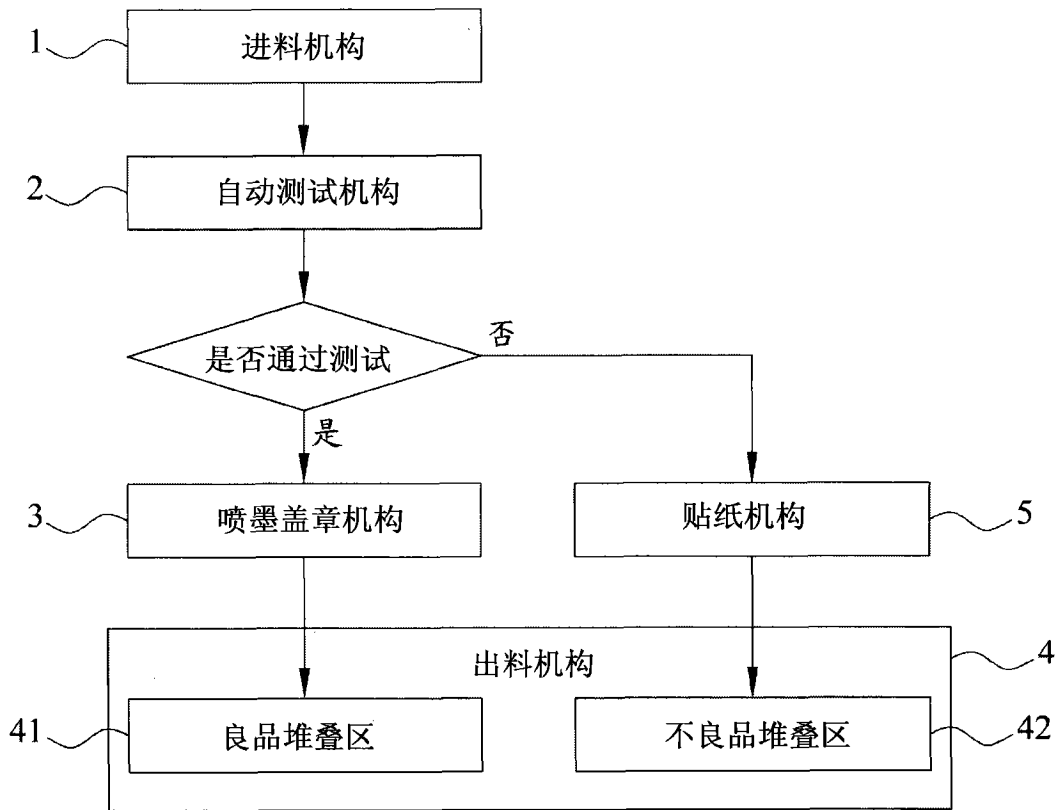 1
进料机构
2
自动测试机构
是否通过测试
否
是
3
喷墨盖章机构
贴纸机构
5
出料机构
4
41
良品堆叠区
不良品堆叠区
42